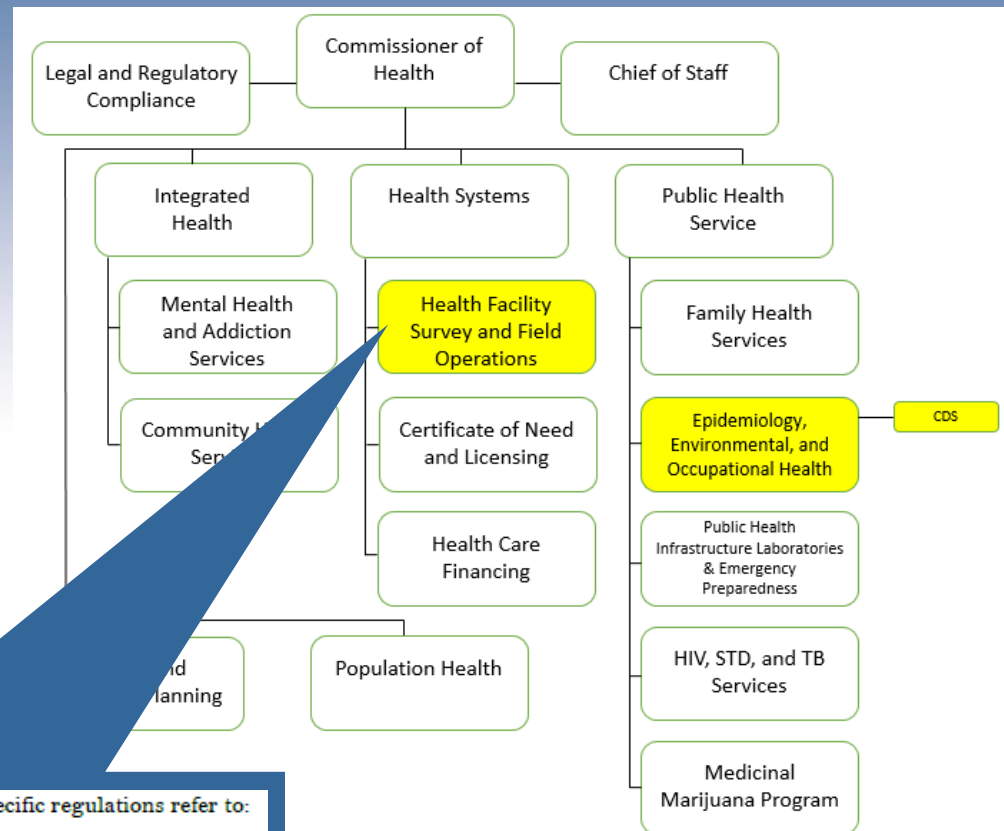 Commissioner of
Health
Legal and Regulatory
Compliance
Chief of Staff
Integrated
Health
Health Systems
Public Health
Service
Mental Health
and Addiction
Services
Health Facility
Survey and Field
Operations
Family Health
Services
Community
Certificate of Need
and Licensing
Epidemiology,
Environmental, and
Occupational Health
CDS
Health Care
Financing
Public Health
Infrastructure Laboratories
& Emergency
Preparedness
Population Health
HIV, STD, and TB
Services
Medicinal
Marijuana Program
regulations refer to: